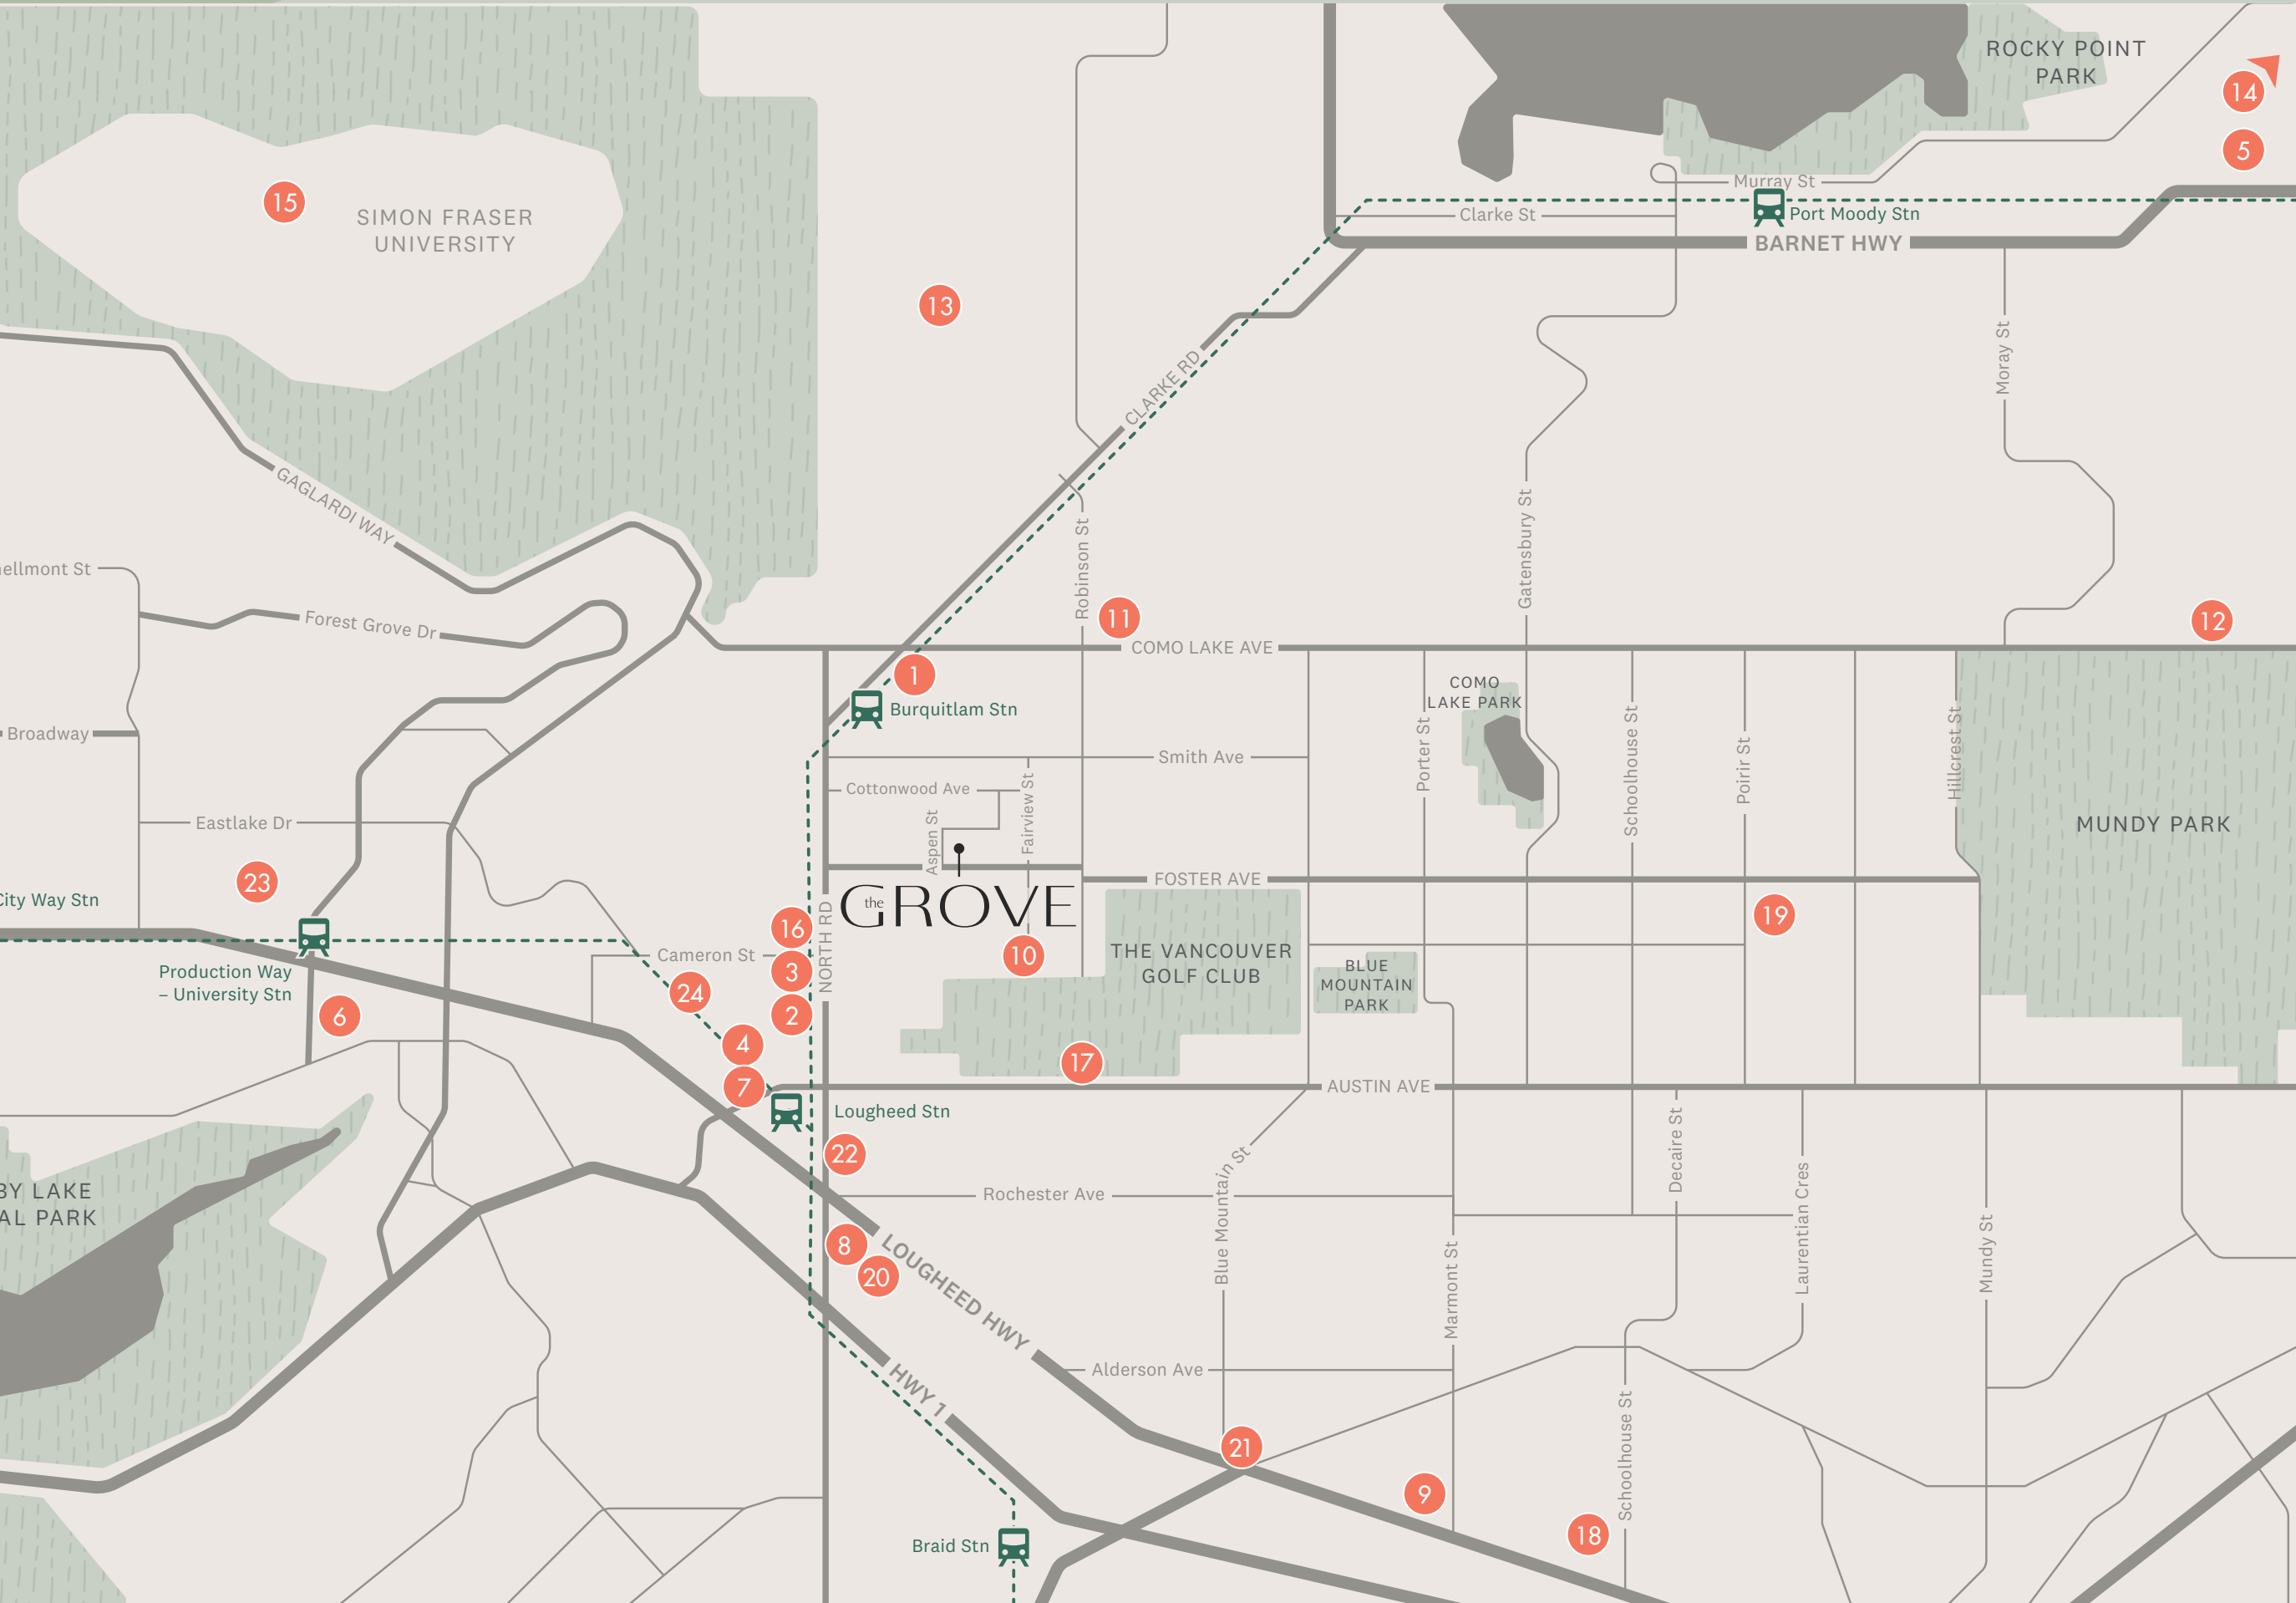 ROCKY POINT
PARK
14
5
15
SIMON FRASER
UNIVERSITY
Murray St
Clarke St
Port Moody Stn
BARNET HWY
13
CLARKE RD
Moray St
GAGLARDI WAY
Gatensbury St
Robinson St
ellmont St
Forest Grove Dr
11
12
COMO LAKE AVE
1
Burquitlam Stn
COMO
LAKE PARK
Porter St
Schoolhouse St
Poirir St
Hillcrest St
Broadway
Smith Ave
Cottonwood Ave
Fairview St
Aspen St
Eastlake Dr
MUNDY PARK
23
City Way Stn
FOSTER AVE
the GROVE
16
NORTH RD
19
10
Cameron St
3
THE VANCOUVER
GOLF CLUB
BLUE
MOUNTAIN
PARK
Production Way
– University Stn
24
6
2
4
17
7
AUSTIN AVE
Lougheed Stn
22
Blue Mountain St
Decaire St
Rochester Ave
BY LAKE
AL PARK
Laurentian Cres
Mundy St
Marmont St
8
20
LOUGHEED HWY
HWY 1
Alderson Ave
21
9
Schoolhouse St
18
Braid Stn